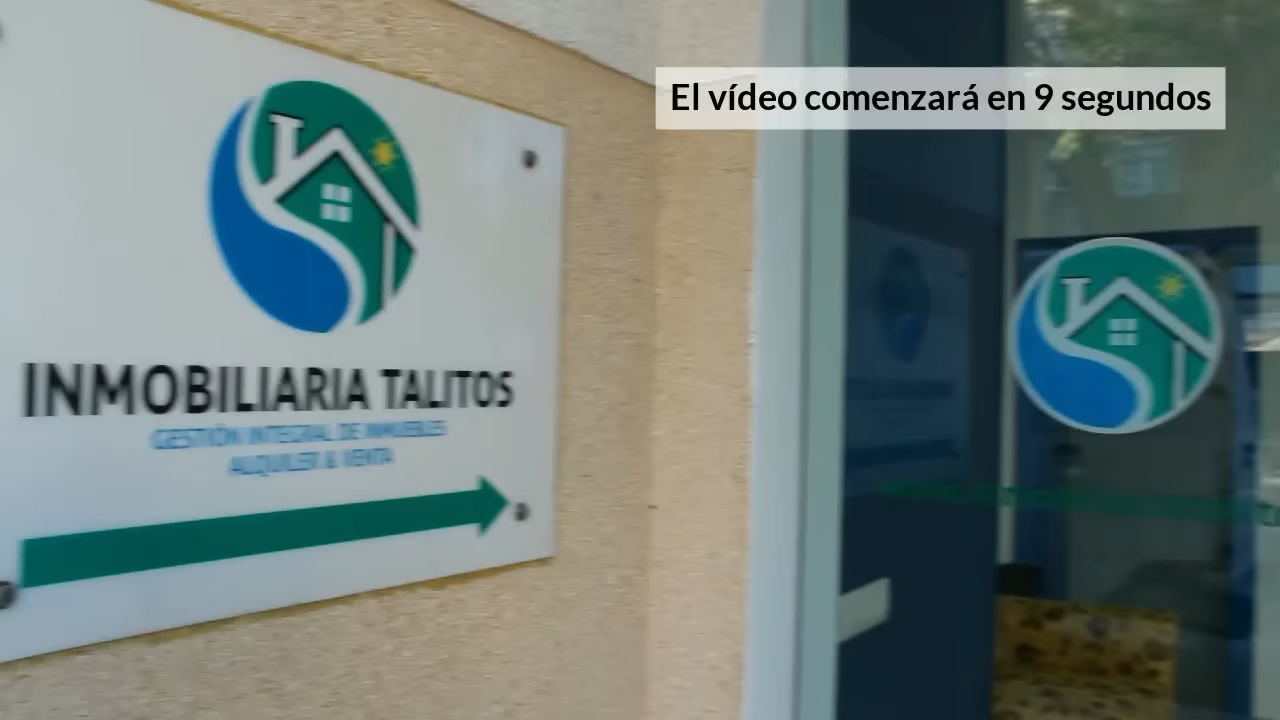 El vídeo comenzará en 9 segundos
INMOBILIARIA TALITOS
GESTIÓN INTEGRAL DE INMUEBLES
ALQUILER & VENTA